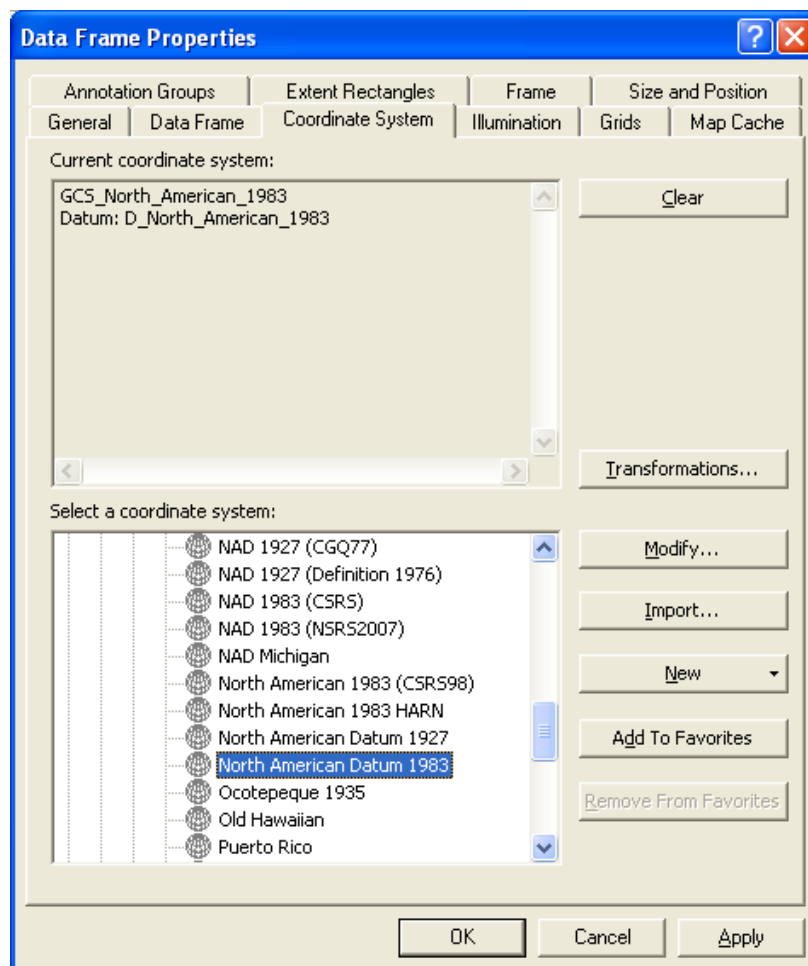 Data Frame Properties
Annotation Groups Extent Rectangles Frame Size and Position
General Data Frame Coordinate System Illumination Grids Map Cache
Current coordinate system:
GCS_North_American_1983
Datum: D_North_American_1983
Clear
Transformations...
Select a coordinate system:
NAD 1927 (CGQ77)
NAD 1927 (Definition 1976)
NAD 1983 (CSRS)
NAD 1983 (NSRS2007)
NAD Michigan
North American 1983 (CSRS98)
North American 1983 HARN
North American Datum 1927
North American Datum 1983
Ocotepeque 1935
Old Hawaiian
Puerto Rico
Modify...
Import...
New
Add To Favorites
Remove From Favorites
OK Cancel Apply